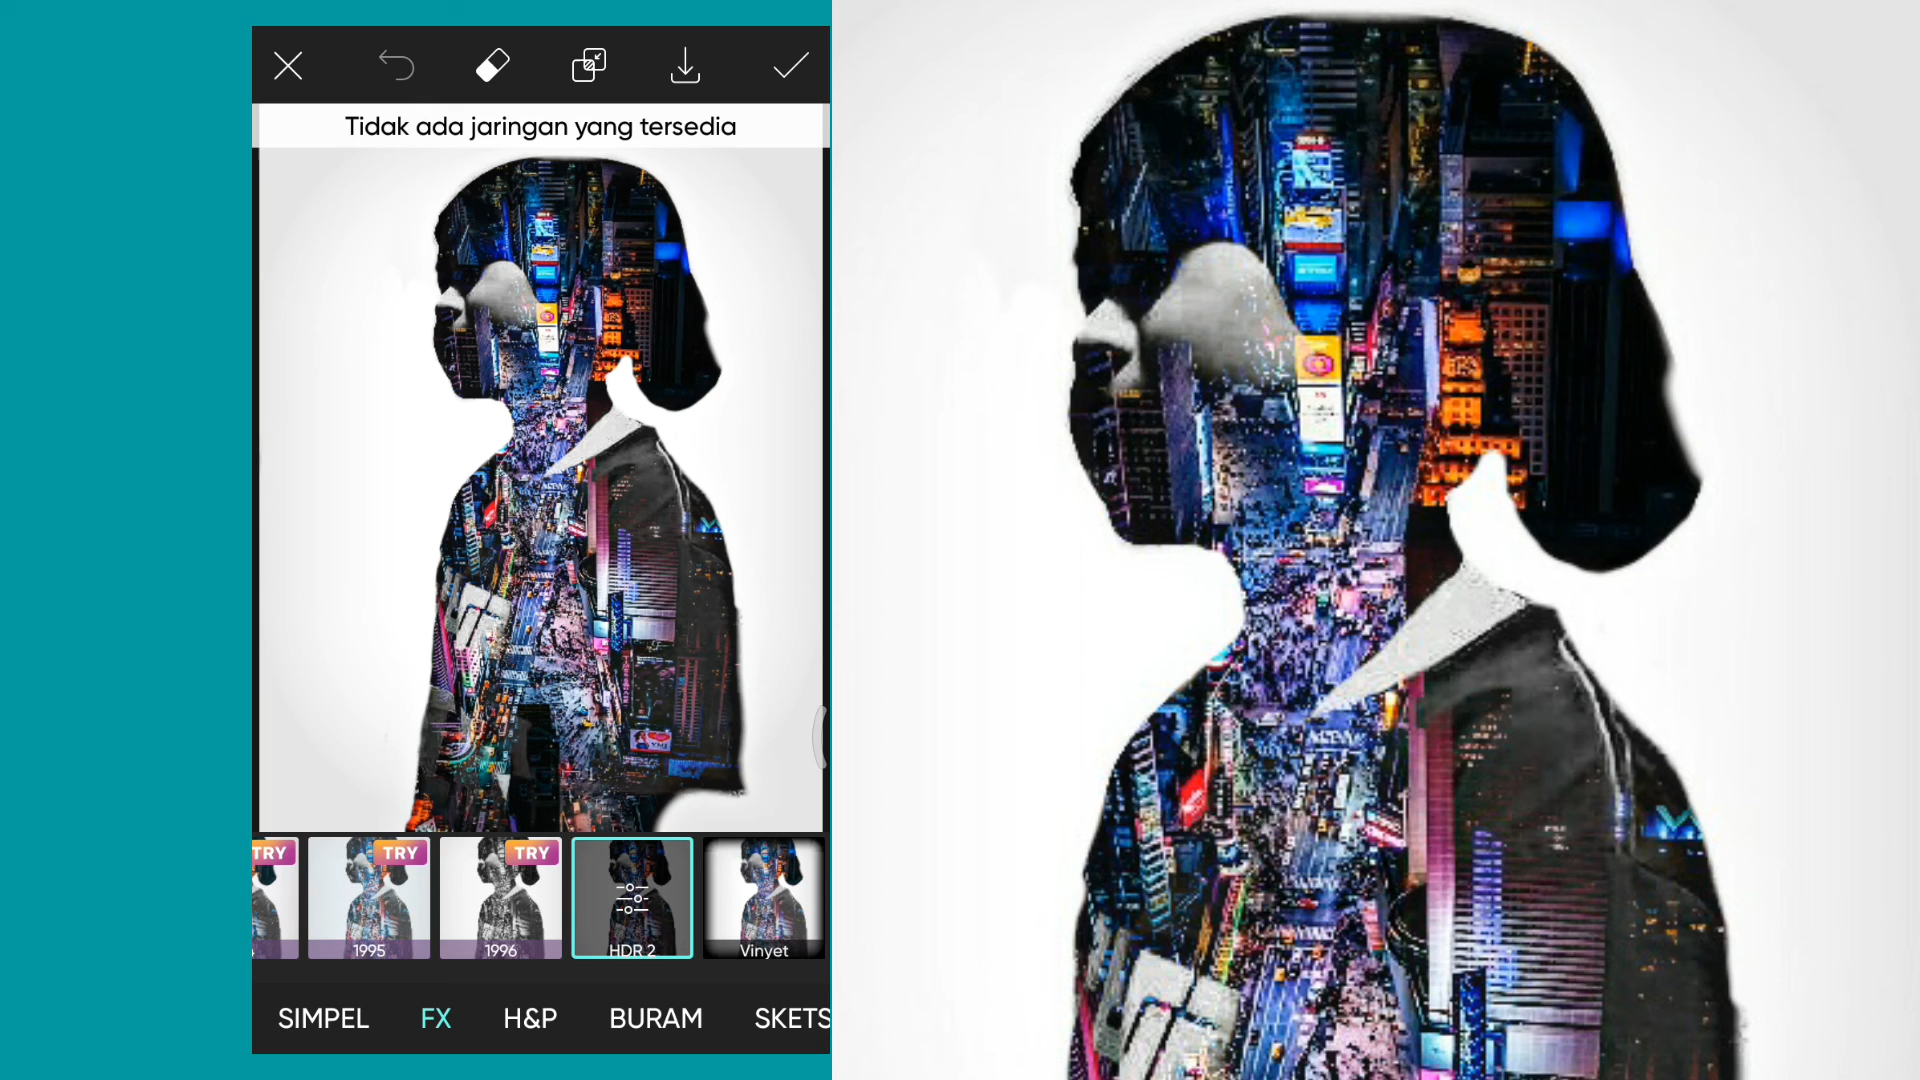 Tidak ada jaringan yang tersedia
TRY TRY TRY
1995 1996 HDR 2 Vinyet
SIMPEL FX H&P BURAM SKETS